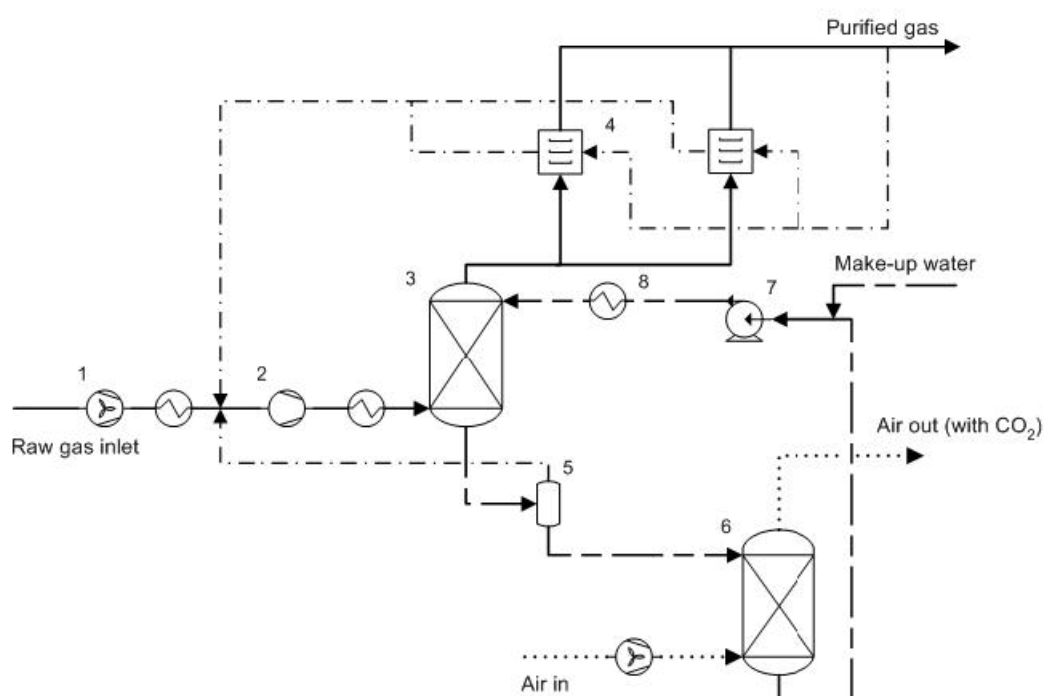 Purified gas
4
Make-up water
3
8
7
1
2
Raw gas inlet
Air out (with CO₂)
5
6
Air in